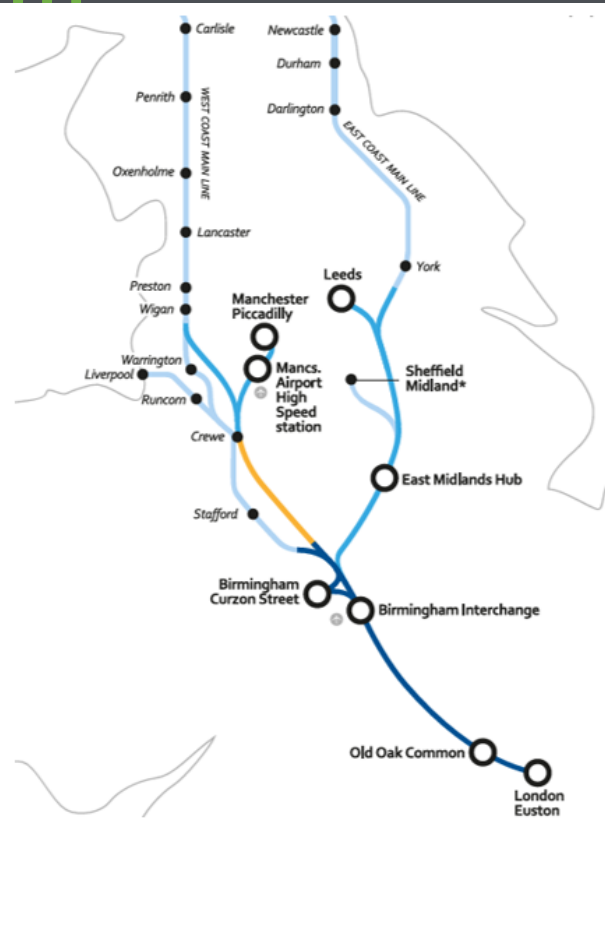 Carlisle
Newcastle
Durham
Penrith
WEST COAST MAIN LINE
Darlington
EAST COAST MAIN LINE
Oxenholme
Lancaster
York
Leeds
Preston
Manchester
Piccadilly
Wigan
Warrington
Liverpool
Mancs.
Airport
High
Speed
station
Sheffield
Midland*
Runcorn
Crewe
East Midlands Hub
Stafford
Birmingham
Curzon Street
Birmingham Interchange
Old Oak Common
London
Euston